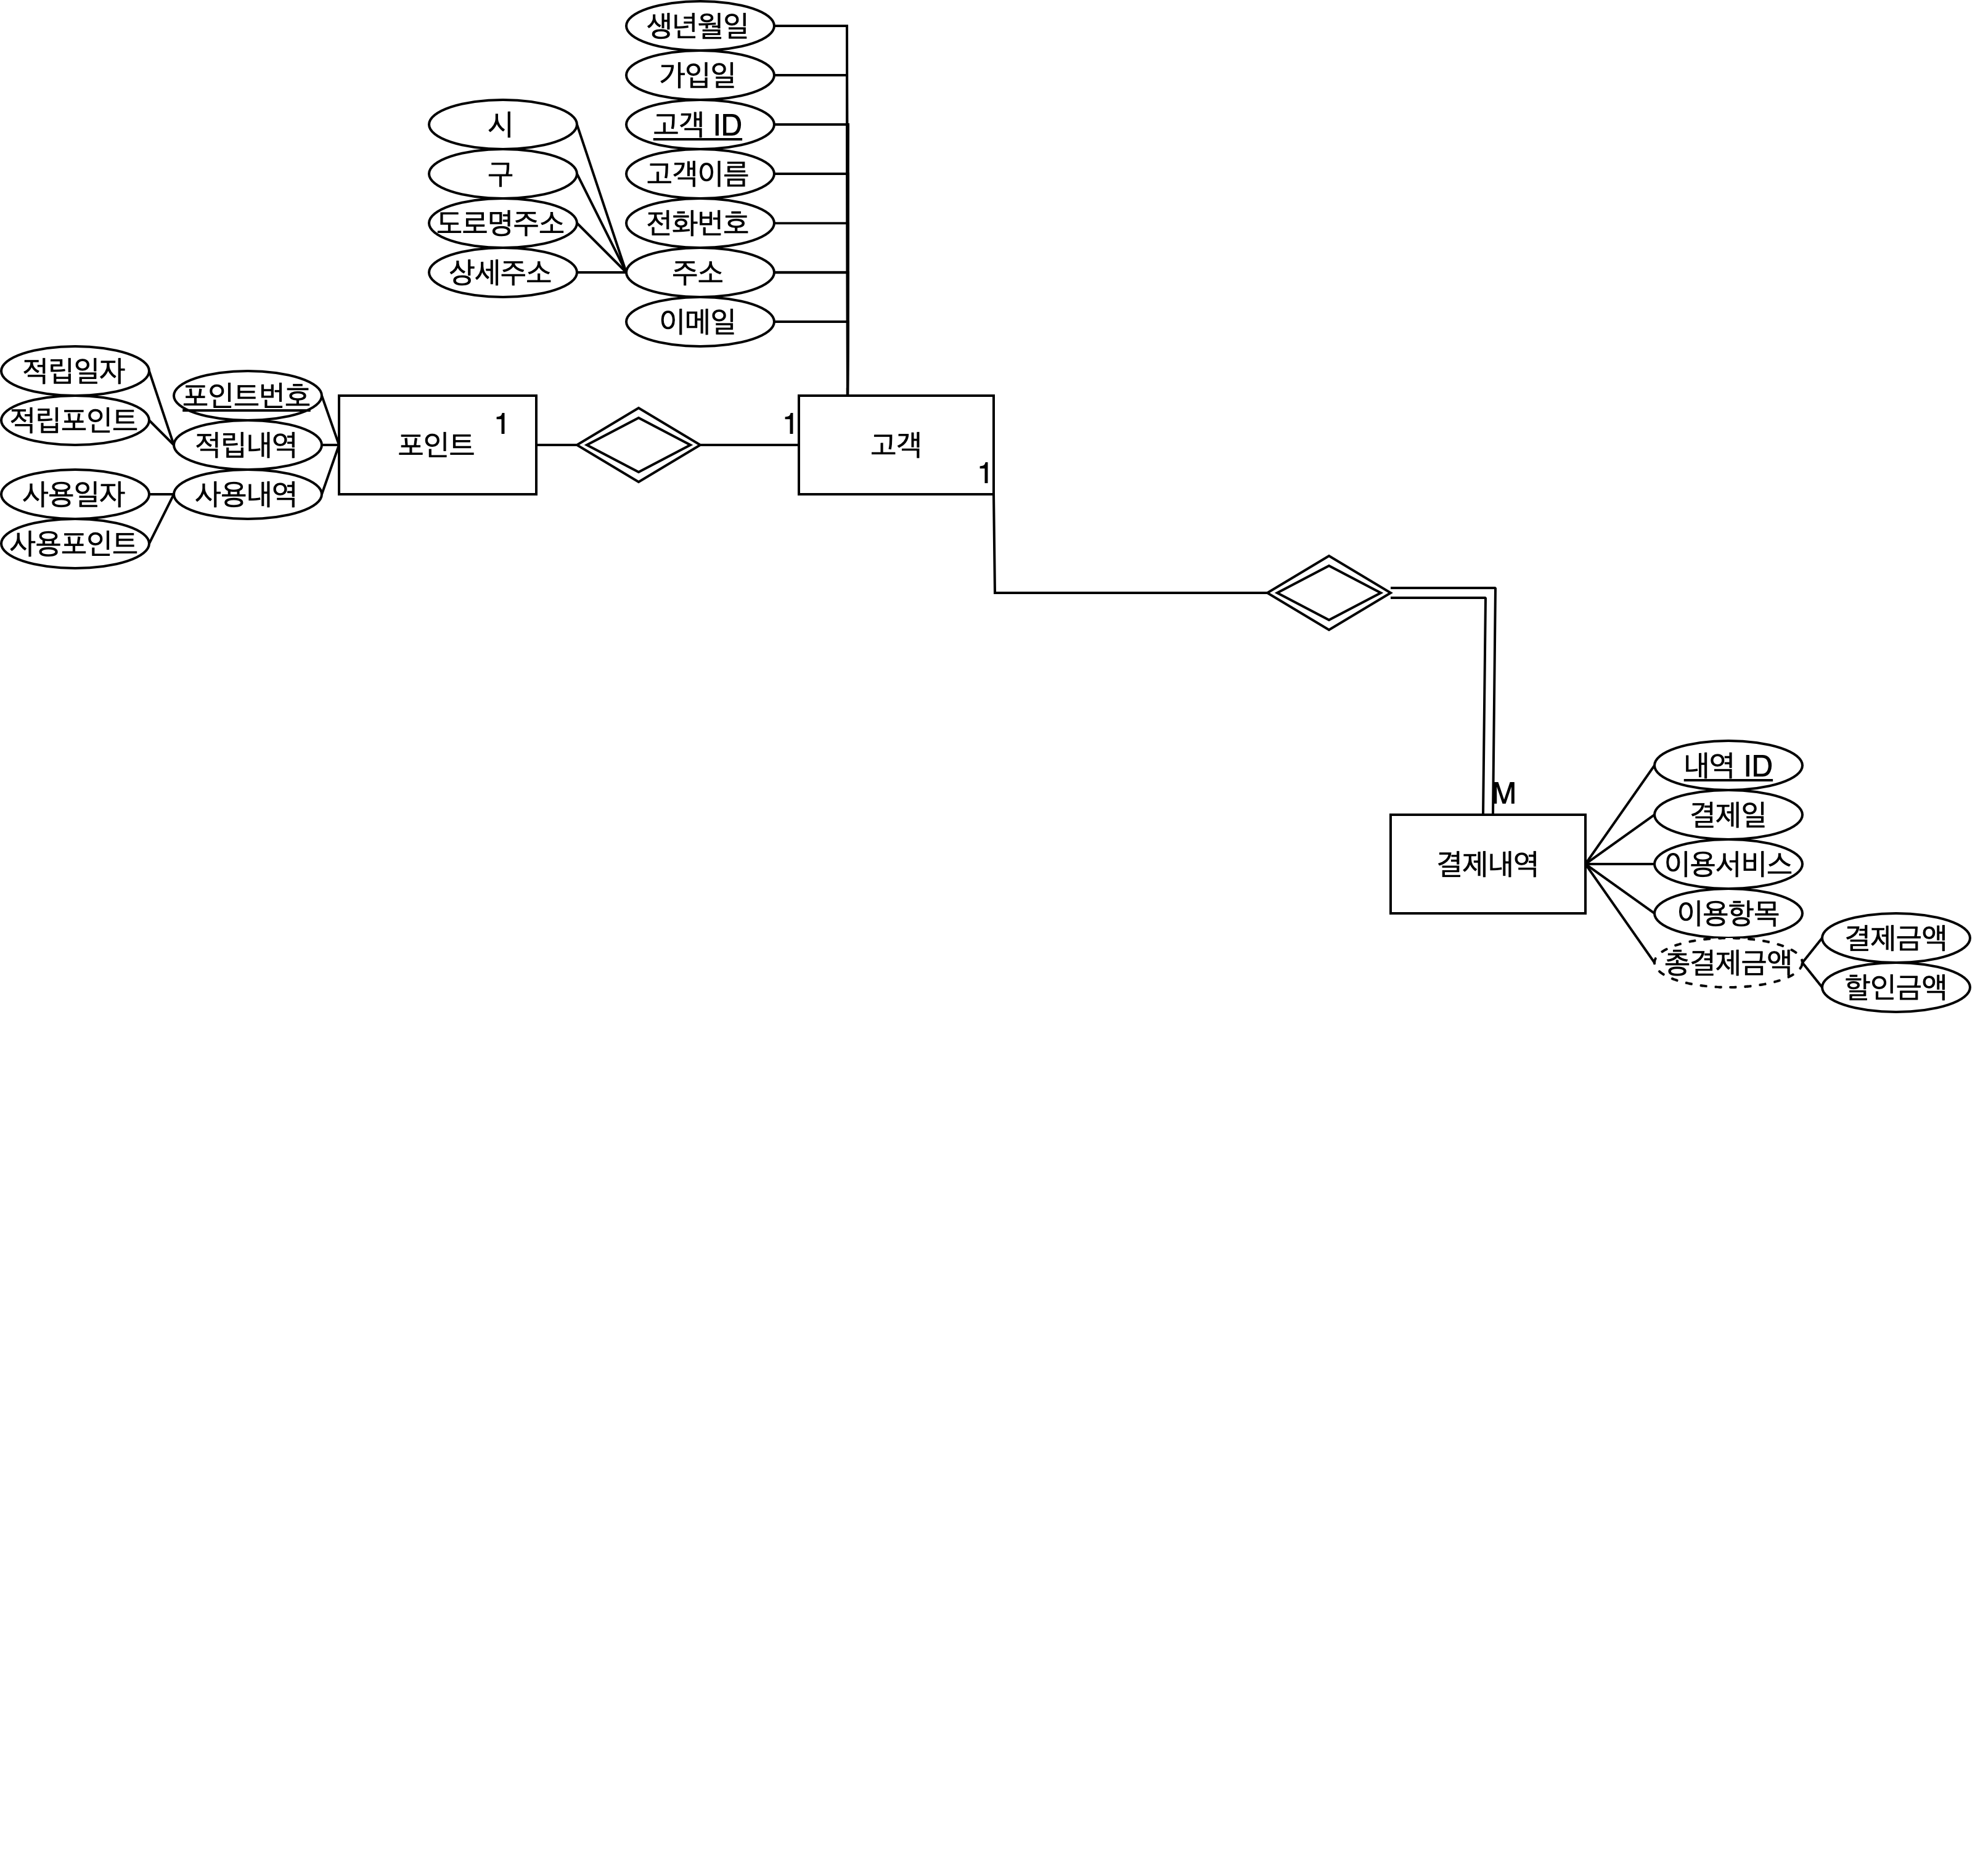 생년월일
가입일
고객 ID
고객이름
전화번호
주소
이메일
시
구
도로명주소
상세주소
적립일자
적립포인트
사용일자
사용포인트
포인트번호
적립내역
사용내역
포인트
1
1
고객
1
M
결제내역
내역 ID
결제일
이용서비스
이용항목
총결제금액
결제금액
할인금액